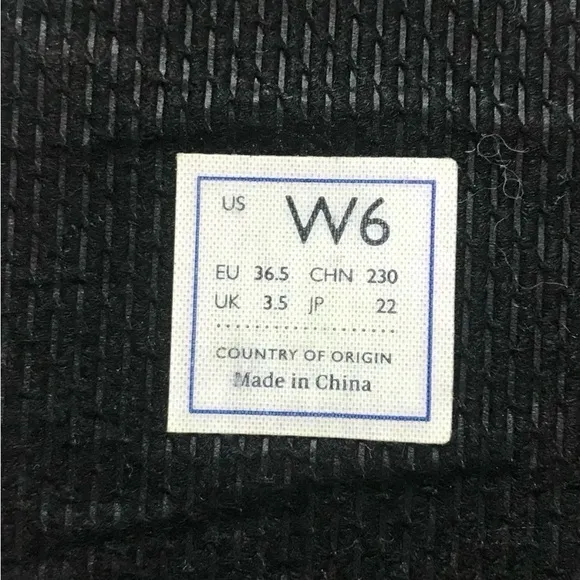 US W6
EU 36.5 CHN 230
UK 3.5 JP 22
COUNTRY OF ORIGIN
Made in China